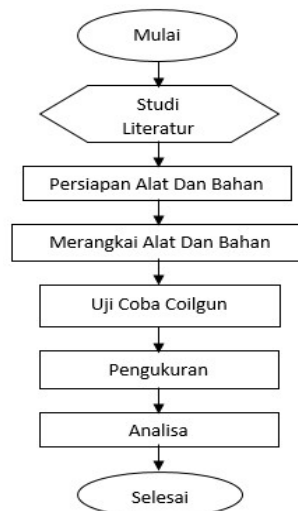 Mulai
Studi
Literatur
Persiapan Alat Dan Bahan
Merangkai Alat Dan Bahan
Uji Coba Coilgun
Pengukuran
Analisa
Selesai